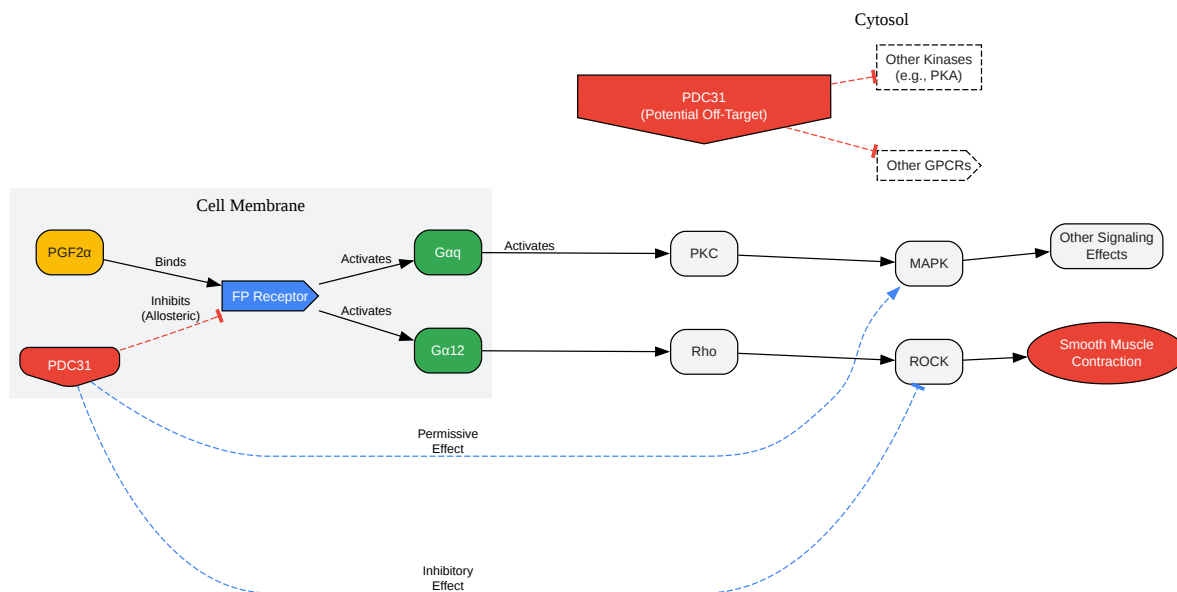 Cytosol
Other Kinases
(e.g., PKA)
PDC31
(Potential Off-Target)
Other GPCRs
Cell Membrane
PGF2α
Binds
Inhibits
(Allosteric)
FP Receptor
PDC31
Activates
Activates
Gαq
Gα12
Activates
PKC
Rho
MAPK
ROCK
Other Signaling
Effects
Smooth Muscle
Contraction
Permissive
Effect
Inhibitory
Effect